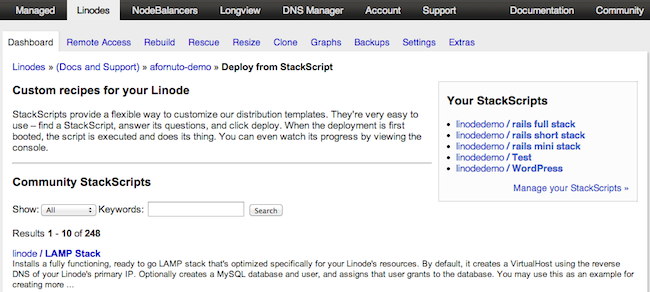 Managed Linodes NodeBalancers Longview DNS Manager Account Support Documentation Community
Dashboard Remote Access Rebuild Rescue Resize Clone Graphs Backups Settings Extras
Linodes » (Docs and Support) » afornuto-demo » Deploy from StackScript
Custom recipes for your Linode
StackScripts provide a flexible way to customize our distribution templates. They're very easy to
use – find a StackScript, answer its questions, and click deploy. When the deployment is first
booted, the script is executed and does its thing. You can even watch its progress by viewing the
console.
Your StackScripts
linodedemo / rails full stack
linodedemo / rails short stack
linodedemo / rails mini stack
linodedemo / Test
linodedemo / WordPress
Manage your StackScripts »
Community StackScripts
Show: All Keywords: Search
Results 1 - 10 of 248
linode / LAMP Stack
Installs a fully functioning, ready to go LAMP stack that's optimized specifically for your Linode's resources. By default, it creates a VirtualHost using the reverse
DNS of your Linode's primary IP. Optionally creates a MySQL database and user, and assigns that user grants to the database. You may use this as an example for
creating more ...